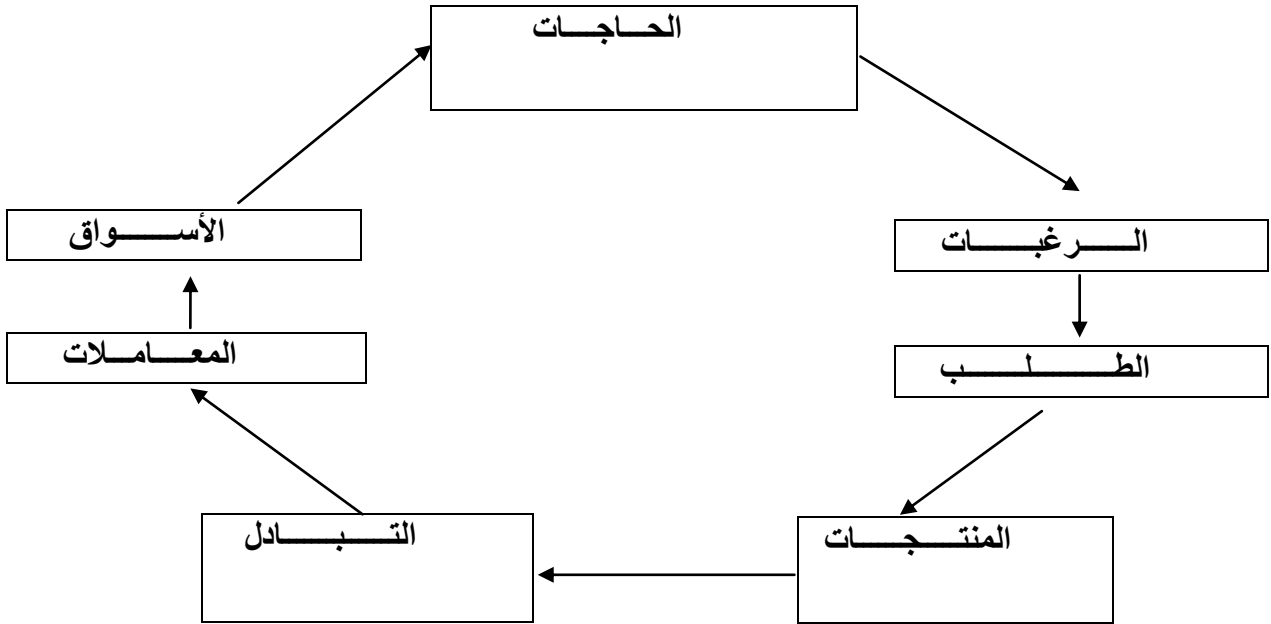 الحاجات
الرغبات
الطلب
المنتجات
التبادل
المعاملات
الأسواق